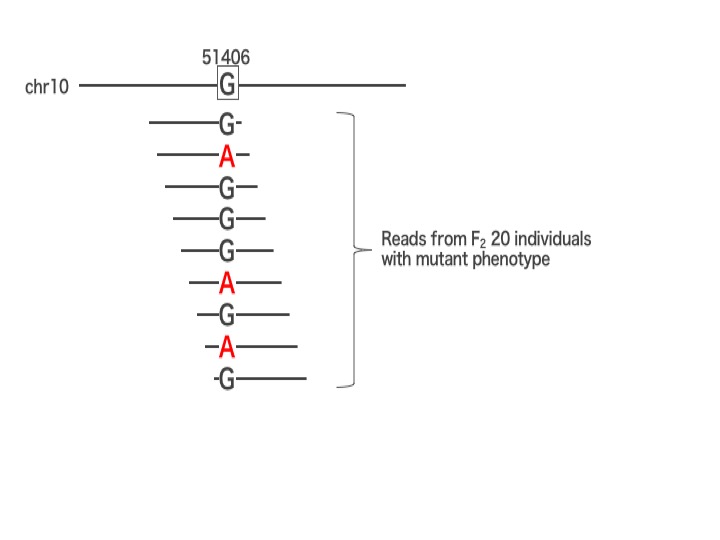 51406
chr10 G
G
A
G
G
G
A
G
A
G
Reads from F₂ 20 individuals
with mutant phenotype